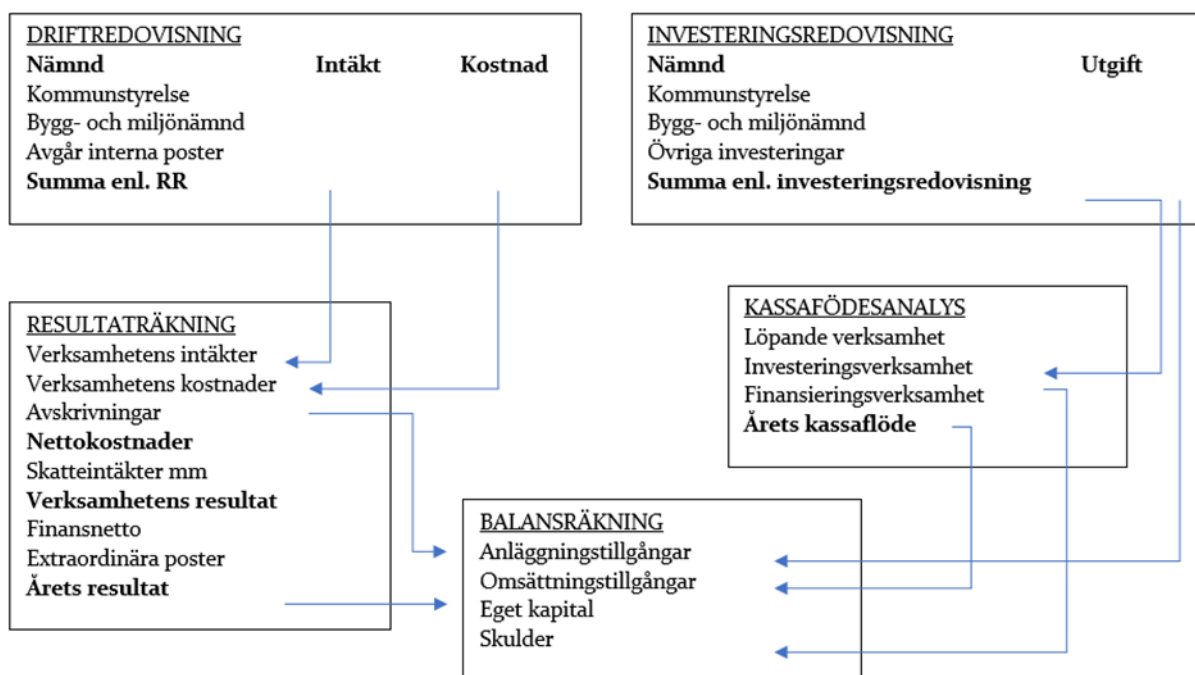 DRIFTREDOVISNING
Nämnd Intäkt Kostnad
Kommunstyrelse
Bygg- och miljönämnd
Avgår interna poster
Summa enl. RR
INVESTERINGSREDOVISNING
Nämnd Utgift
Kommunstyrelse
Bygg- och miljönämnd
Övriga investeringar
Summa enl. investeringsredovisning
RESULTATRÄKNING
Verksamhetens intäkter
Verksamhetens kostnader
Avskrivningar
Nettokostnader
Skatteintäkter mm
Verksamhetens resultat
Finansnetto
Extraordinära poster
Årets resultat
KASSAFÖDESANALYS
Löpande verksamhet
Investeringsverksamhet
Finansieringsverksamhet
Årets kassaflöde
BALANSRÄKNING
Anläggningstillgångar
Omsättningstillgångar
Eget kapital
Skulder